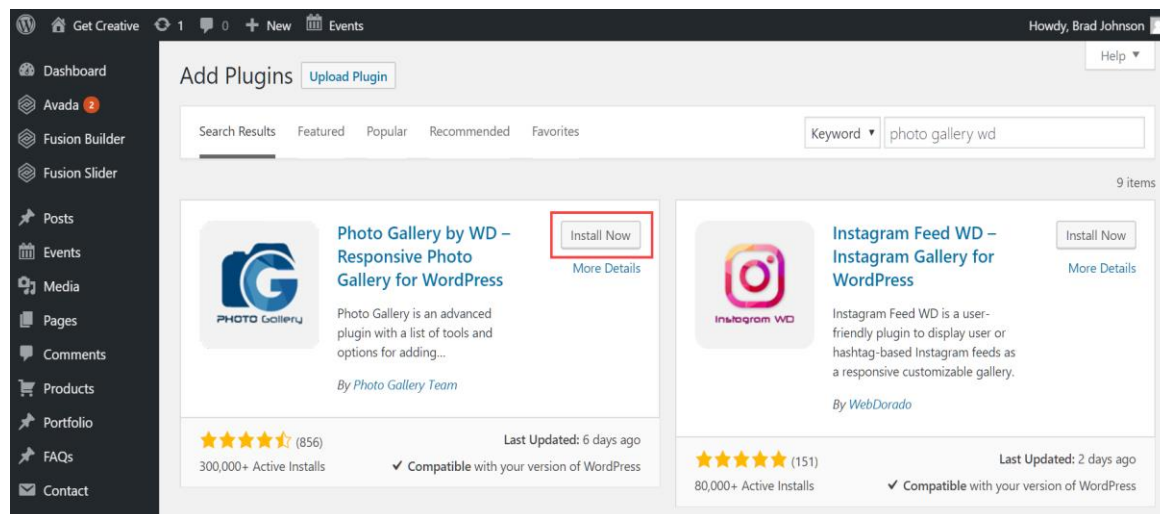 Get Creative 1 0 + New Events Howdy, Brad Johnson
Help ▼
Dashboard
Avada 2
Fusion Builder
Fusion Slider
Posts
Events
Media
Pages
Comments
Products
Portfolio
FAQs
Contact
Add Plugins Upload Plugin
Search Results Featured Popular Recommended Favorites Keyword ▼ photo gallery wd
9 items
PHOTO Gallery
Photo Gallery by WD –
Responsive Photo
Gallery for WordPress
Install Now
More Details
Photo Gallery is an advanced
plugin with a list of tools and
options for adding...
By Photo Gallery Team
(856)
300,000+ Active Installs
Last Updated: 6 days ago
✔ Compatible with your version of WordPress
Instagram WD
Instagram Feed WD –
Instagram Gallery for
WordPress
Install Now
More Details
Instagram Feed WD is a user-
friendly plugin to display user or
hashtag-based Instagram feeds as
a responsive customizable gallery.
By WebDorado
(151)
80,000+ Active Installs
Last Updated: 2 days ago
✔ Compatible with your version of WordPress